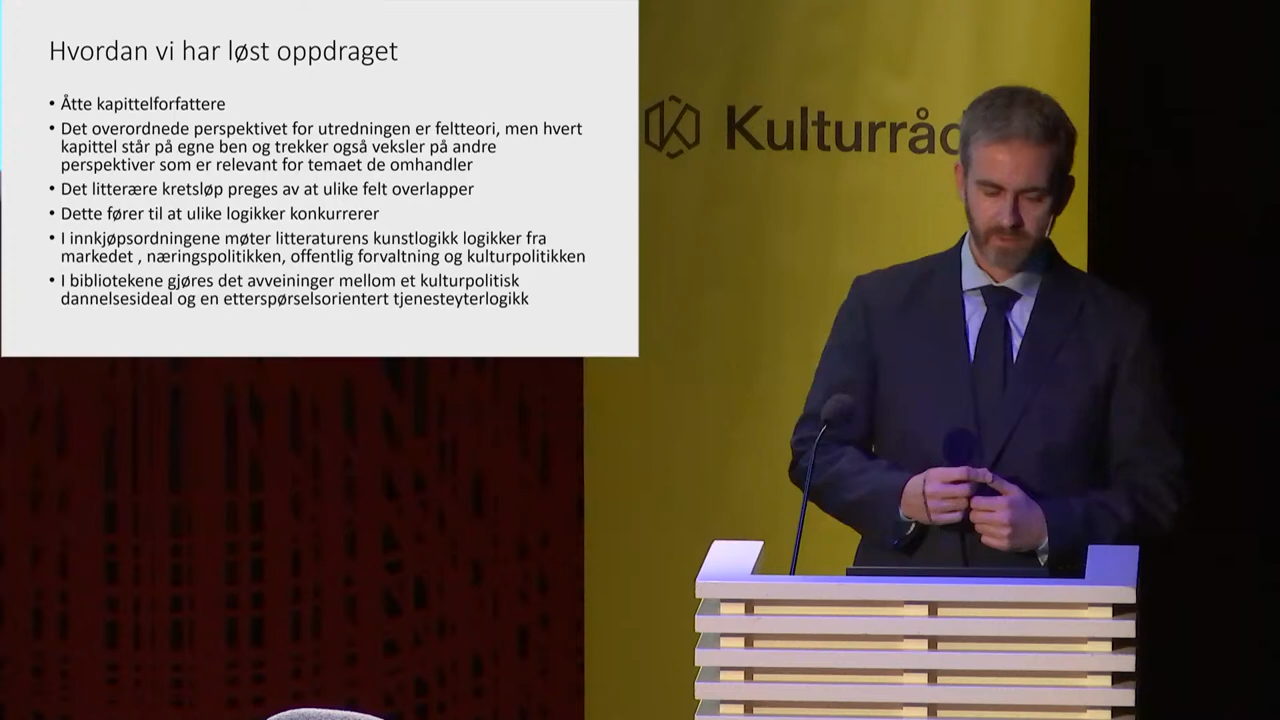 Hvordan vi har løst oppdraget
• Åtte kapittelforfattere
• Det overordnede perspektivet for utredningen er feltteori, men hvert
kapittel står på egne ben og trekker også veksler på andre
perspektiver som er relevant for temaet de omhandler
• Det litterære kretsløp preges av at ulike felt overlapper
• Dette fører til at ulike logikker konkurrerer
• I innkjøpsordningene møter litteraturens kunstlogikk logikker fra
markedet , næringspolitikken, offentlig forvaltning og kulturpolitikken
• I bibliotekene gjøres det avveininger mellom et kulturpolitisk
dannelsesideal og en etterspørselsorientert tjenesteyterlogikk
Kulturråd